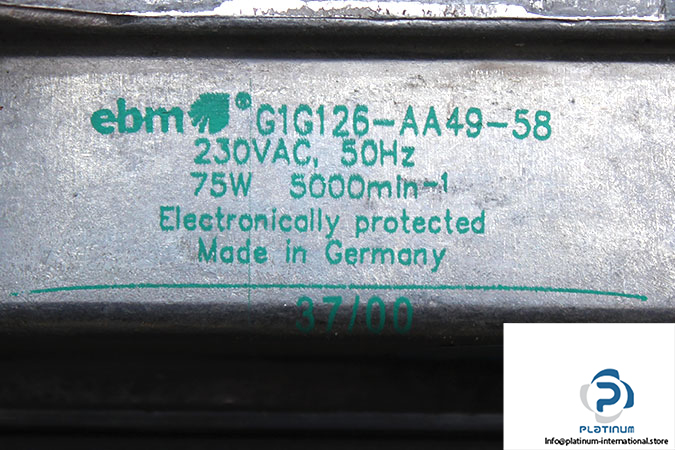 ebm® G1G126-AA49-58
230VAC, 50Hz
75W 5000min-1
Electronically protected
Made in Germany
37/00
PLATINUM
Info@platinum-international.store